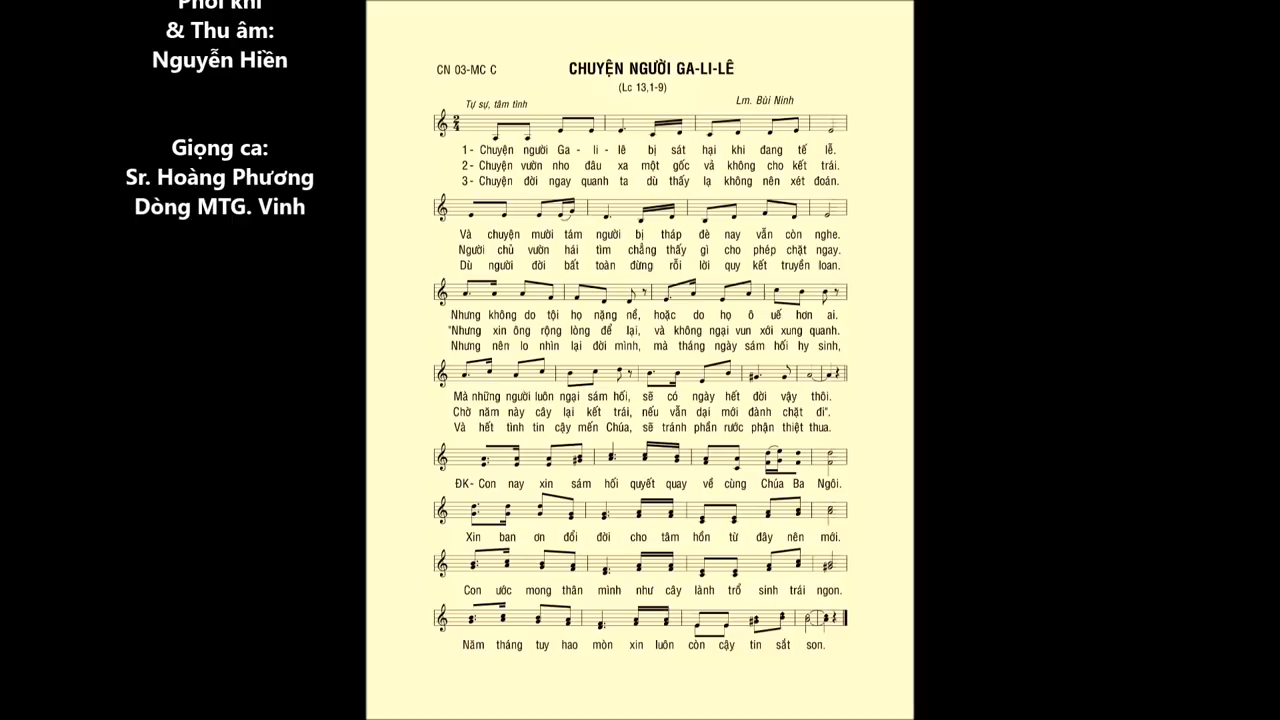 Phối khí
& Thu âm:
Nguyễn Hiền
Giọng ca:
Sr. Hoàng Phương
Dòng MTG. Vinh
CN 03-MC C
CHUYỆN NGƯỜI GA-LI-LÊ
(Lc 13,1-9)
Tự sự, tâm tình
Lm. Bùi Ninh
1- Chuyện người Ga - li - lê bị sát hại khi đang tế lễ.
2- Chuyện vườn nho đâu xa một gốc vả không cho kết trái.
3- Chuyện đời ngay quanh ta dù thấy lạ không nên xét đoán.
Và chuyện mười tám người bị tháp đè nay vẫn còn nghe.
Người chủ vườn hái tìm chẳng thấy gì cho phép chặt ngay.
Dù người đời bất toàn đừng rỗi lời quy kết truyền loan.
Nhưng không do tội họ nặng nề, hoặc do họ ô uế hơn ai.
"Nhưng xin ông rộng lòng để lại, và không ngại vun xới xung quanh.
Nhưng nên lo nhìn lại đời mình, mà tháng ngày sám hối hy sinh,
Mà những người luôn ngại sám hối, sẽ có ngày hết đời vậy thôi.
Chờ năm này cây lại kết trái, nếu vẫn dại mới đành chặt đi".
Và hết tình tin cậy mến Chúa, sẽ tránh phần rước phận thiệt thua.
ĐK- Con nay xin sám hối quyết quay về cùng Chúa Ba Ngôi.
Xin ban ơn đổi đời cho tâm hồn từ đây nên mới.
Con ước mong thân mình như cây lành trổ sinh trái ngon.
Năm tháng tuy hao mòn xin luôn còn cậy tin sắt son.